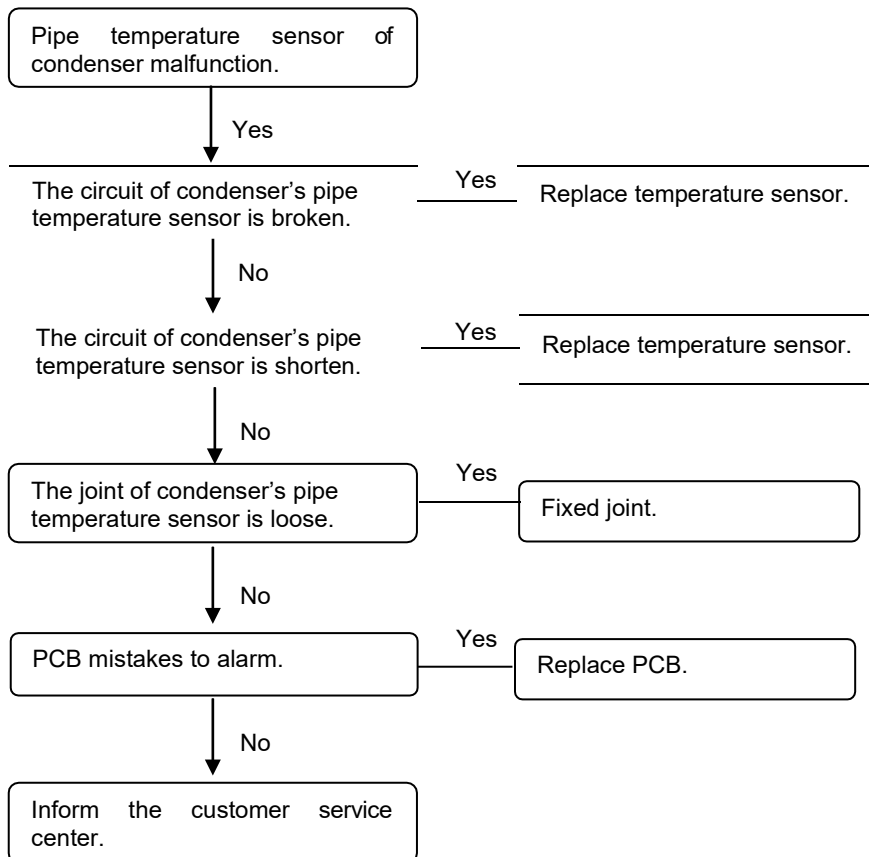 Pipe temperature sensor of
condenser malfunction.
Yes
The circuit of condenser’s pipe
temperature sensor is broken.
Yes
Replace temperature sensor.
No
The circuit of condenser’s pipe
temperature sensor is shorten.
Yes
Replace temperature sensor.
No
The joint of condenser’s pipe
temperature sensor is loose.
Yes
Fixed joint.
No
PCB mistakes to alarm.
Yes
Replace PCB.
No
Inform the customer service
center.